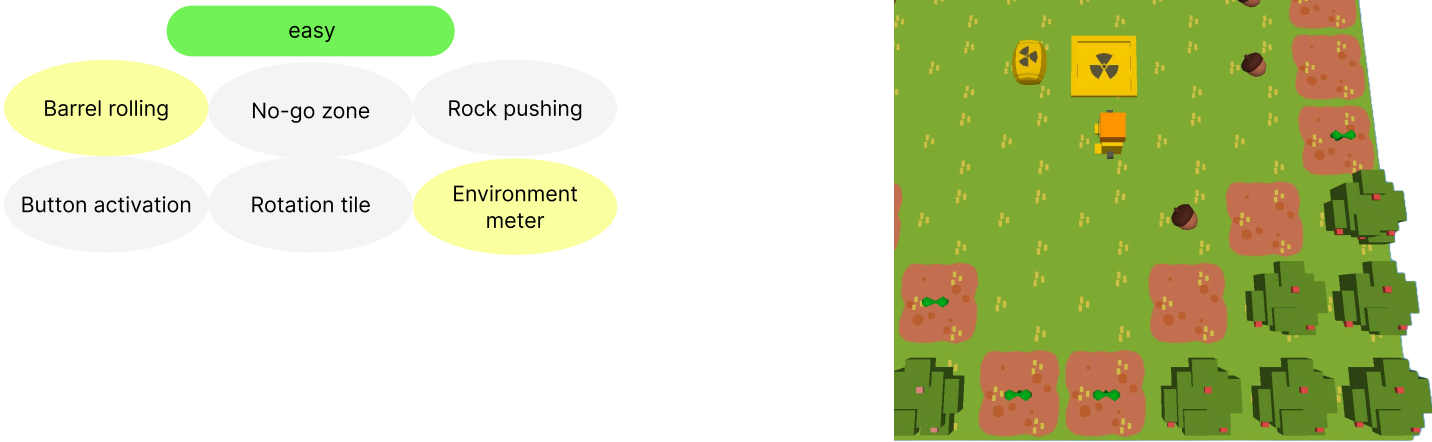 easy
Barrel rolling
No-go zone
Rock pushing
Button activation
Rotation tile
Environment
meter